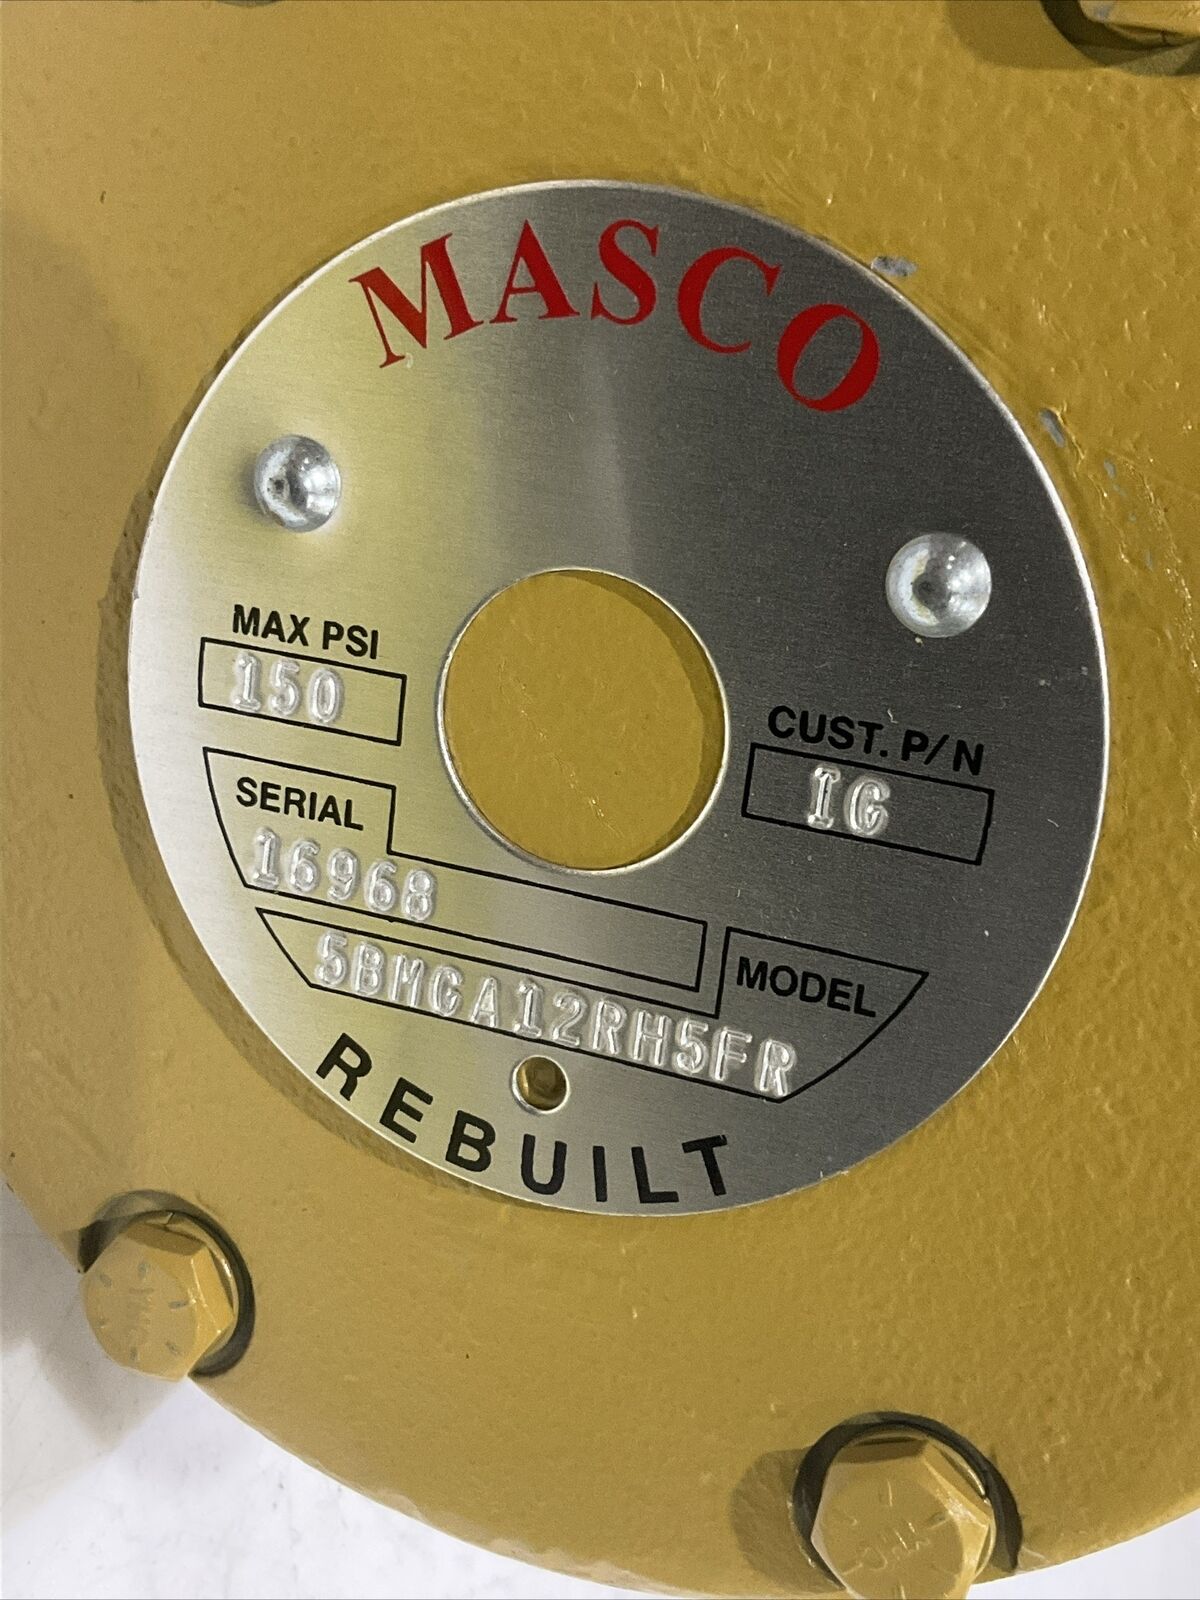 MASCO
MAX PSI
150
CUST. P/N
IG
SERIAL
16968
MODEL
5BMGA12RH5FR
REBUILT